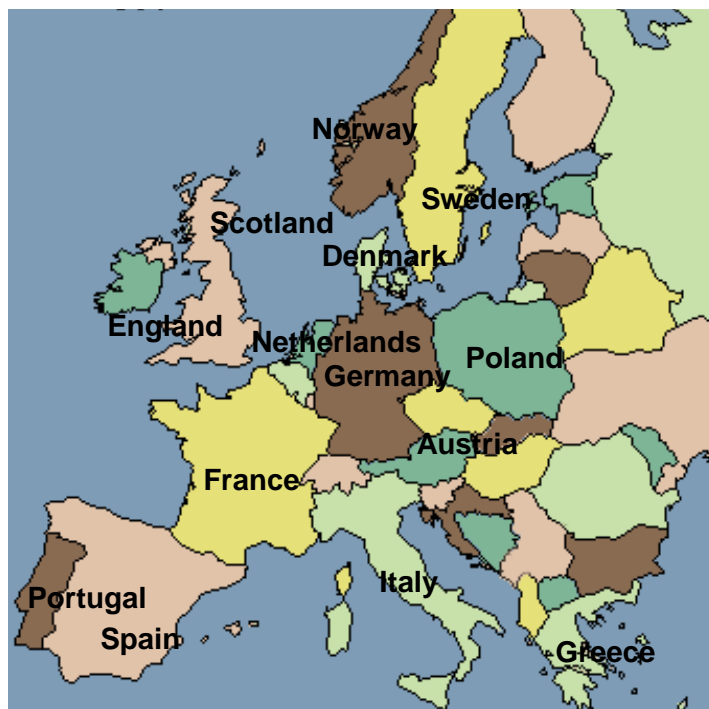 Norway
Sweden
Scotland
Denmark
England
Netherlands
Poland
Germany
Austria
France
Italy
Portugal
Spain
Greece